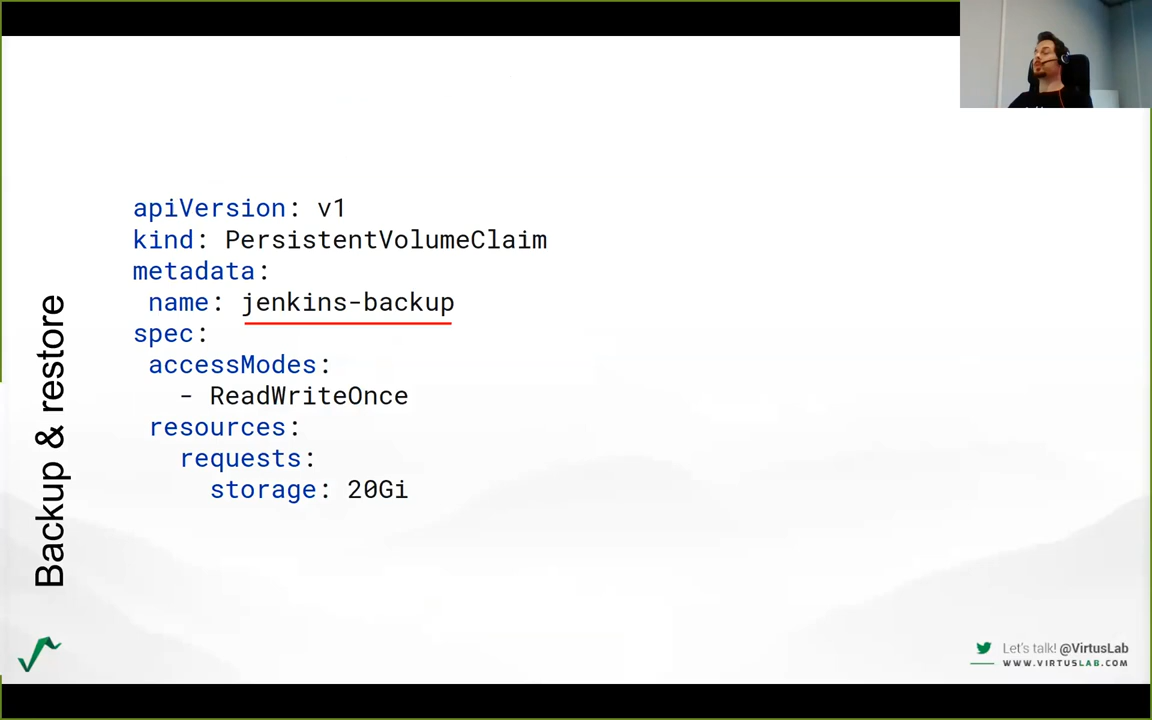 Backup & restore
apiVersion: v1
kind: PersistentVolumeClaim
metadata:
 name: jenkins-backup
spec:
 accessModes:
   - ReadWriteOnce
 resources:
   requests:
     storage: 20Gi
Let's talk! @VirtusLab
WWW.VIRTUSLAB.COM